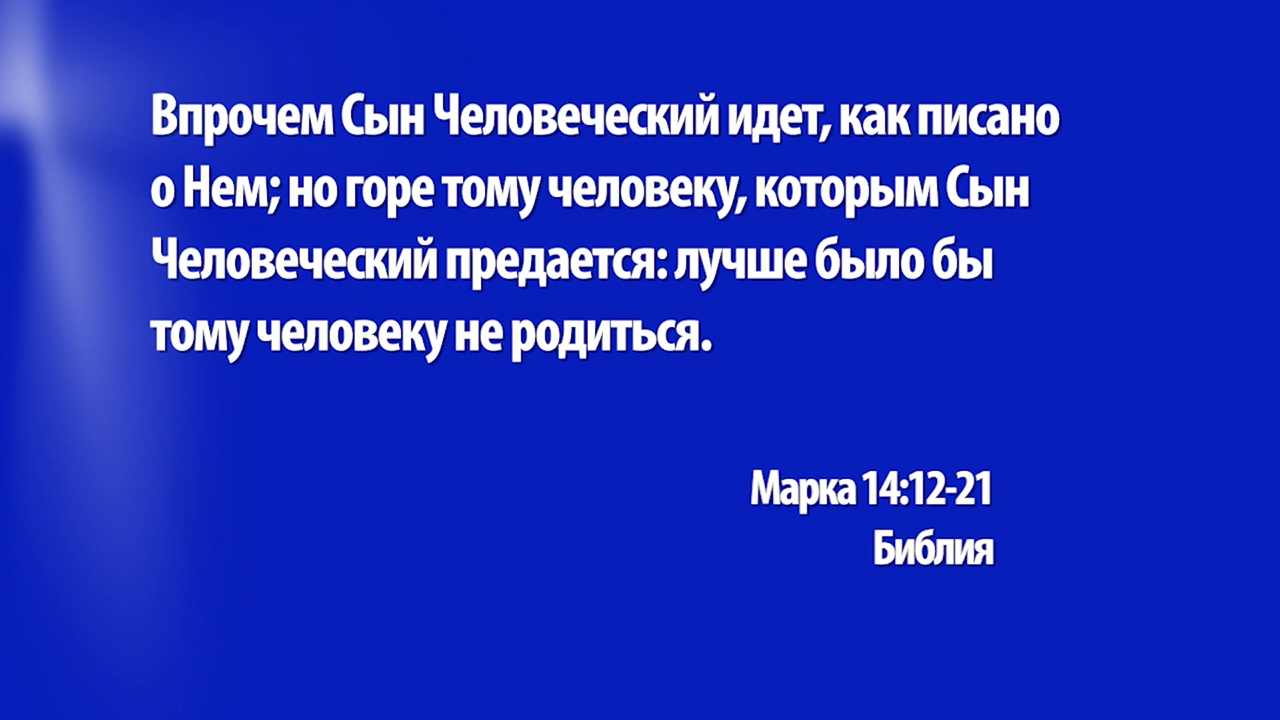 Впрочем Сын Человеческий идет, как писано
о Нем; но горе тому человеку, которым Сын
Человеческий предается: лучше было бы
тому человеку не родиться.
Марка 14:12-21
Библия